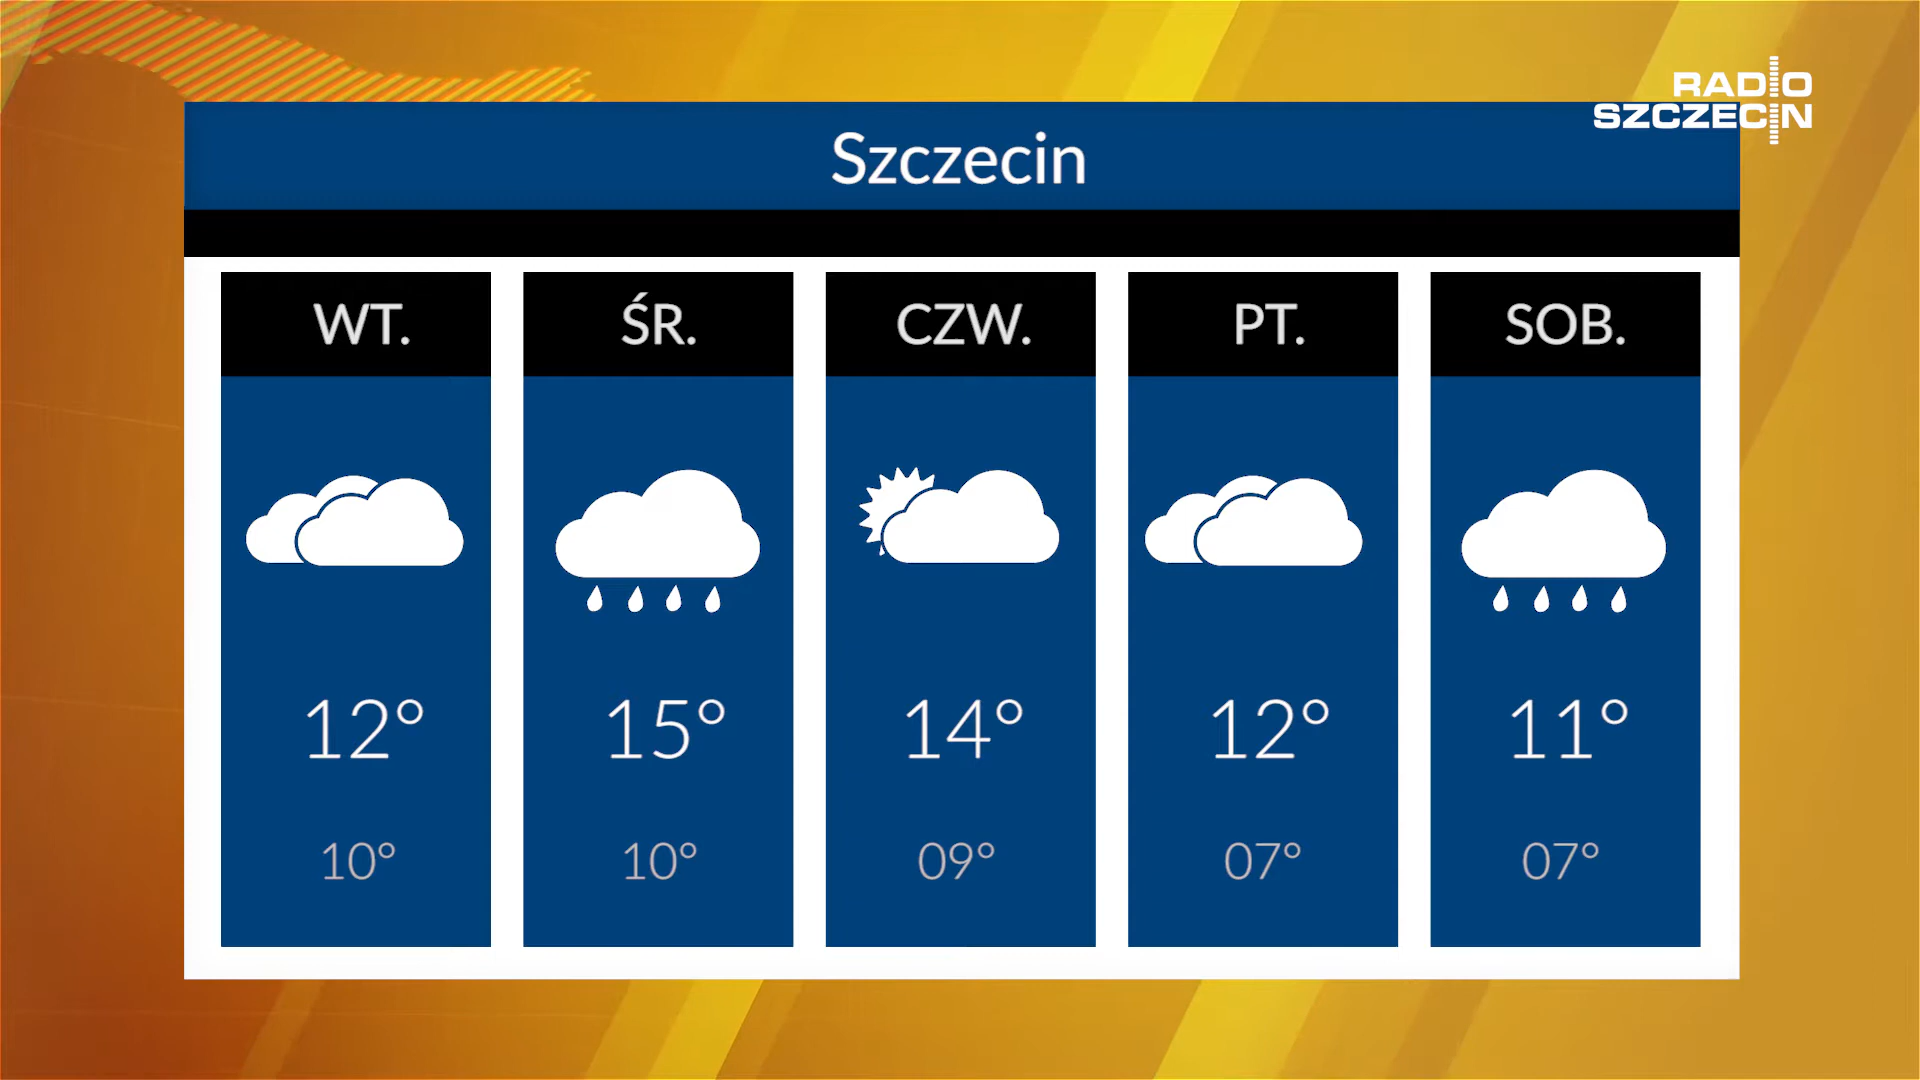 RADIO
SZCZECIN
Szczecin
WT. ŚR. CZW. PT. SOB.
12° 15° 14° 12° 11°
10° 10° 09° 07° 07°